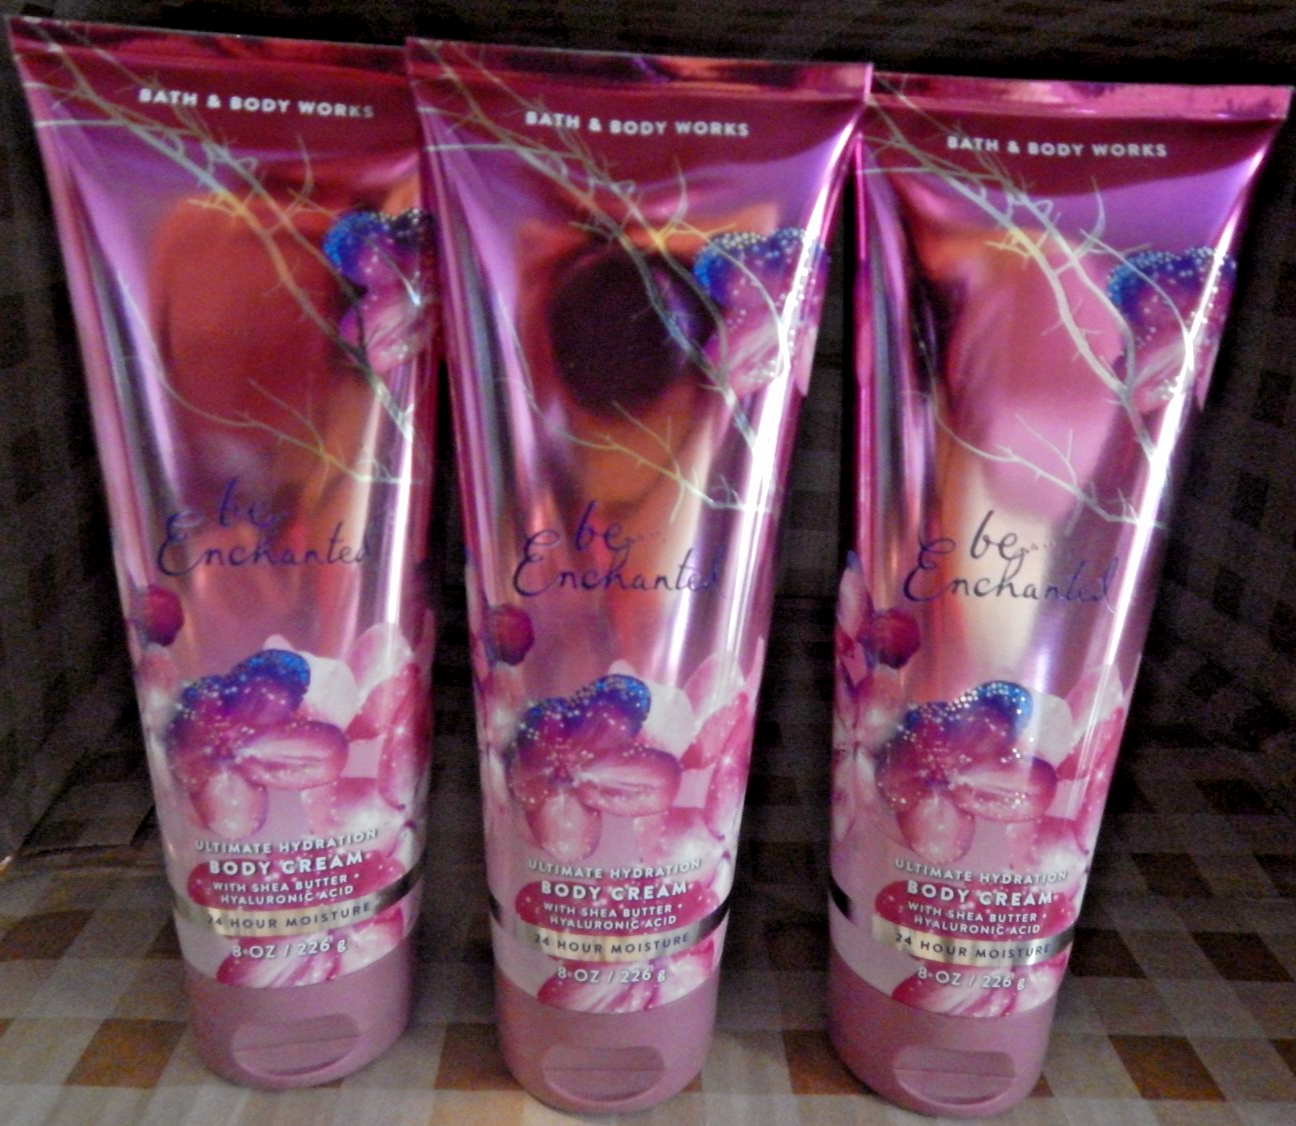 BATH & BODY WORKS
be
Enchanted
ULTIMATE HYDRATION
BODY CREAM
WITH SHEA BUTTER +
HYALURONIC ACID
24 HOUR MOISTURE
8 OZ / 226 g
BATH & BODY WORKS
be
Enchanted
ULTIMATE HYDRATION
BODY CREAM
WITH SHEA BUTTER +
HYALURONIC ACID
24 HOUR MOISTURE
8 OZ / 226 g
BATH & BODY WORKS
be
Enchanted
ULTIMATE HYDRATION
BODY CREAM
WITH SHEA BUTTER +
HYALURONIC ACID
24 HOUR MOISTURE
8 OZ / 226 g